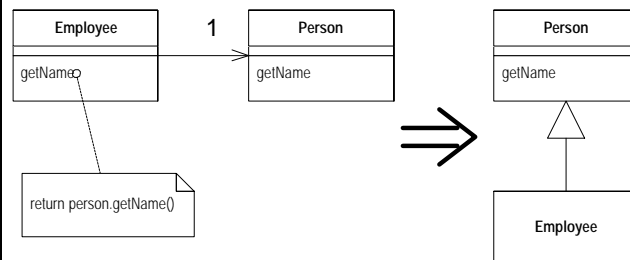 Employee
1
Person
getName
getName
return person.getName()
Person
getName
Employee